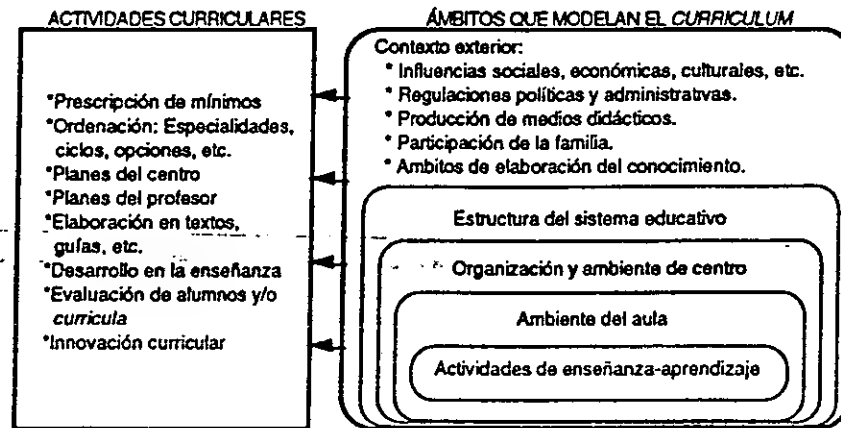 ACTIVIDADES CURRICULARES
*Prescripción de mínimos
*Ordenación: Especialidades,
ciclos, opciones, etc.
*Planes del centro
*Planes del profesor
*Elaboración en textos,
guías, etc.
*Desarrollo en la enseñanza
*Evaluación de alumnos y/o
curricula
*Innovación curricular
ÁMBITOS QUE MODELAN EL CURRICULUM
Contexto exterior:
* Influencias sociales, económicas, culturales, etc.
* Regulaciones políticas y administrativas.
* Producción de medios didácticos.
* Participación de la familia.
* Ambitos de elaboración del conocimiento.
Estructura del sistema educativo
Organización y ambiente de centro
Ambiente del aula
Actividades de enseñanza-aprendizaje